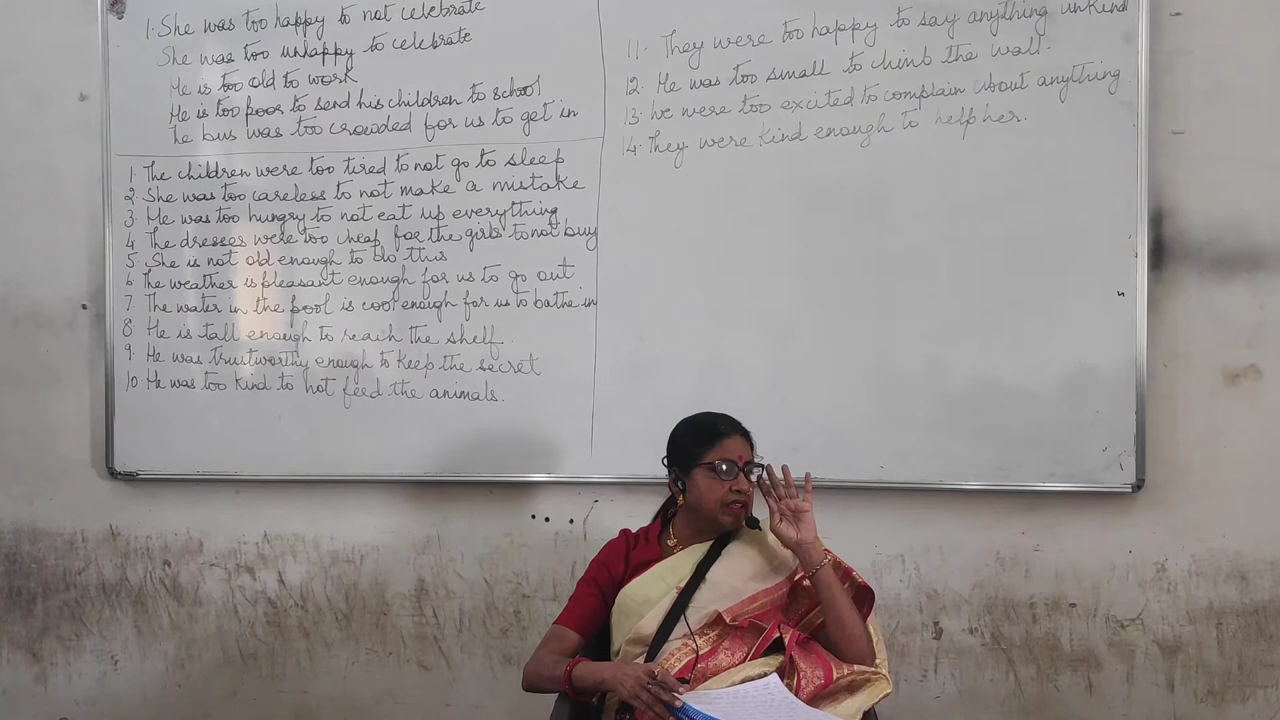 1. She was too happy to not celebrate
She was too unhappy to celebrate
He is too old to work
He is too poor to send his children to school
The bus was too crowded for us to get in
1. The children were too tired to not go to sleep
2. She was too careless to not make a mistake
3. He was too hungry to not eat up everything
4. The dresses were too cheap for the girls to not buy
5. She is not old enough to do this
6. The weather is pleasant enough for us to go out
7. The water in the pool is cool enough for us to bathe in
8. He is tall enough to reach the shelf.
9. He was trustworthy enough to keep the secret
10. He was too kind to not feed the animals.
11. They were too happy to say anything unkind
12. He was too small to climb the wall.
13. We were too excited to complain about anything.
14. They were kind enough to help her.